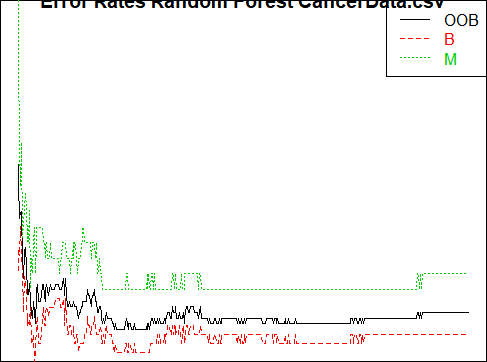 Error Rates Random Forest CancerData.csv
OOB
B
M